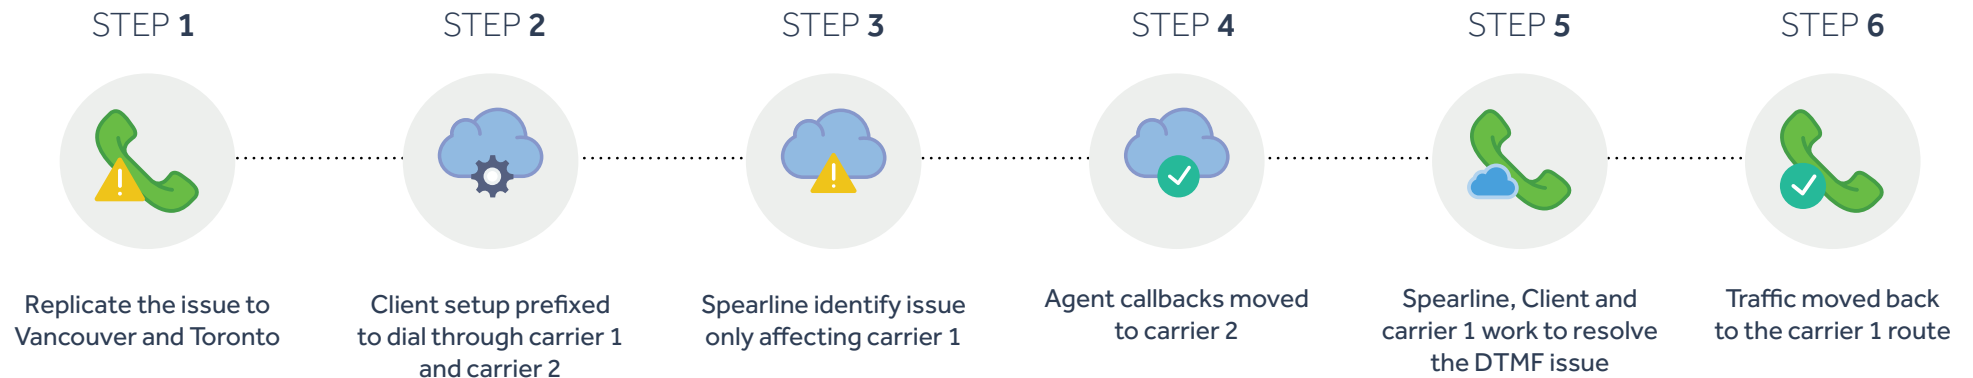 STEP 1
Replicate the issue to
Vancouver and Toronto
STEP 2
Client setup prefixed
to dial through carrier 1
and carrier 2
STEP 3
Spearline identify issue
only affecting carrier 1
STEP 4
Agent callbacks moved
to carrier 2
STEP 5
Spearline, Client and
carrier 1 work to resolve
the DTMF issue
STEP 6
Traffic moved back
to the carrier 1 route